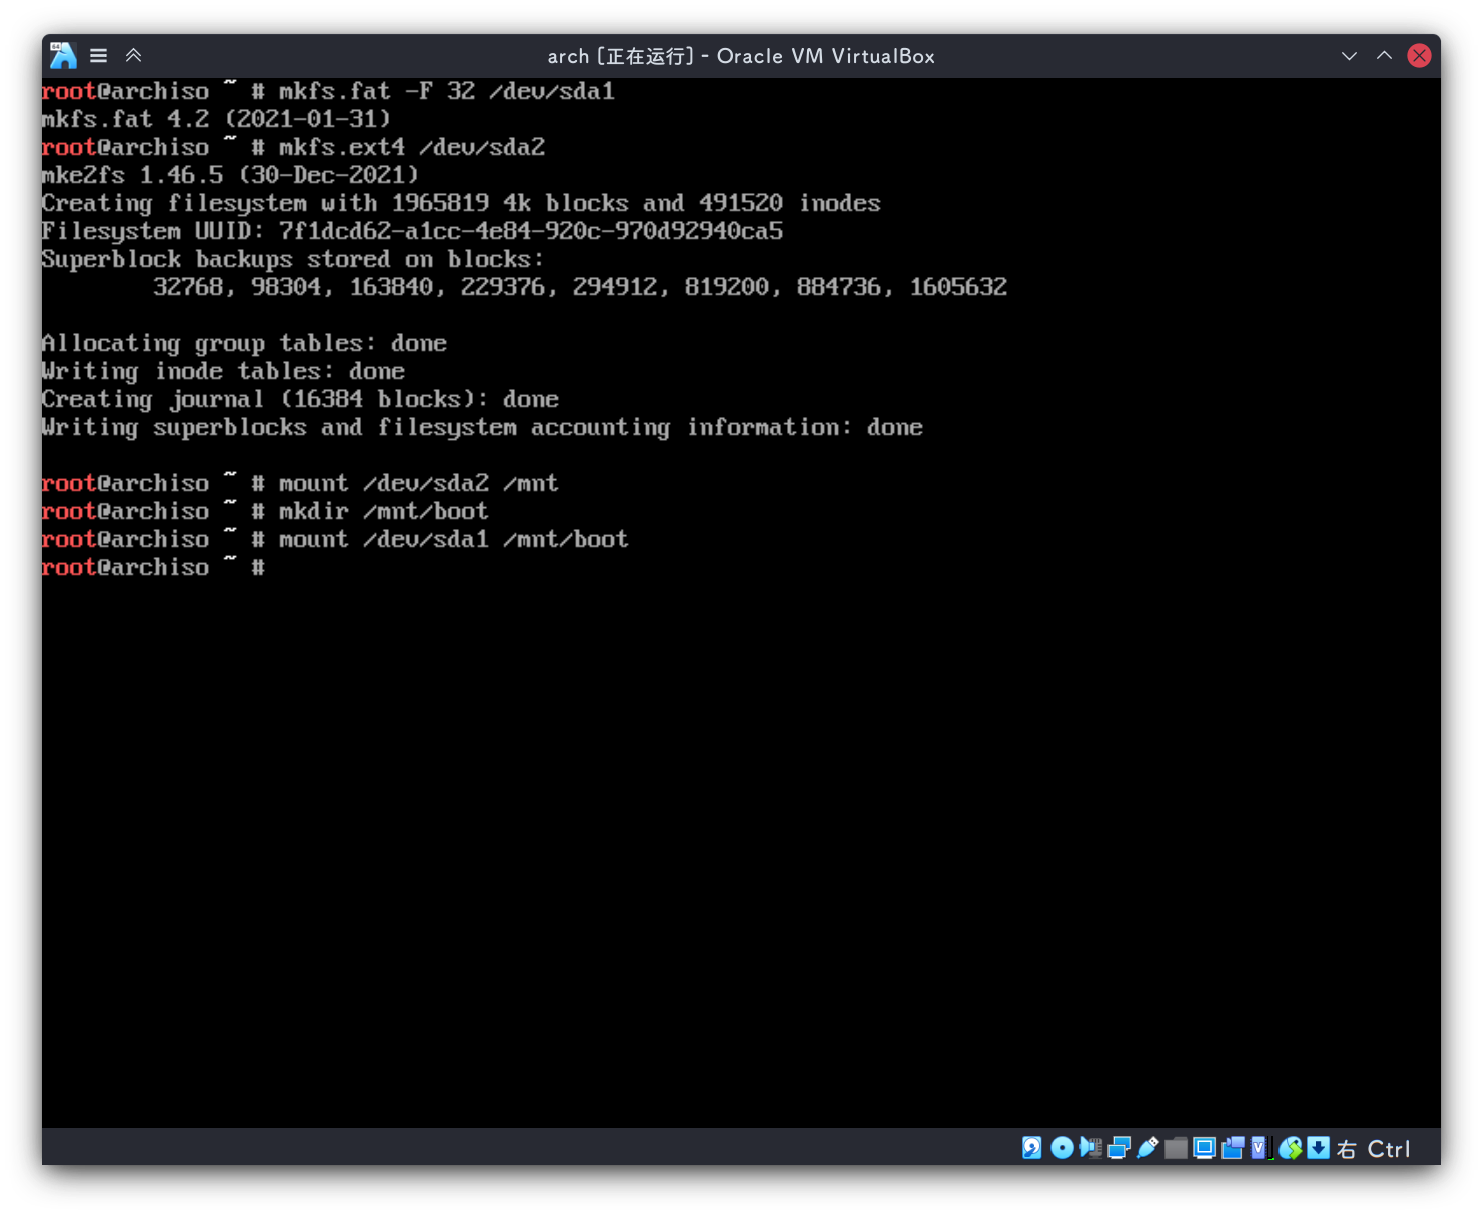 64
arch [正在运行] - Oracle VM VirtualBox
root@archiso ~ # mkfs.fat -F 32 /dev/sda1
mkfs.fat 4.2 (2021-01-31)
root@archiso ~ # mkfs.ext4 /dev/sda2
mke2fs 1.46.5 (30-Dec-2021)
Creating filesystem with 1965819 4k blocks and 491520 inodes
Filesystem UUID: 7f1dcd62-a1cc-4e84-920c-970d92940ca5
Superblock backups stored on blocks:
32768, 98304, 163840, 229376, 294912, 819200, 884736, 1605632
Allocating group tables: done
Writing inode tables: done
Creating journal (16384 blocks): done
Writing superblocks and filesystem accounting information: done
root@archiso ~ # mount /dev/sda2 /mnt
root@archiso ~ # mkdir /mnt/boot
root@archiso ~ # mount /dev/sda1 /mnt/boot
root@archiso ~ #
V
右 Ctrl